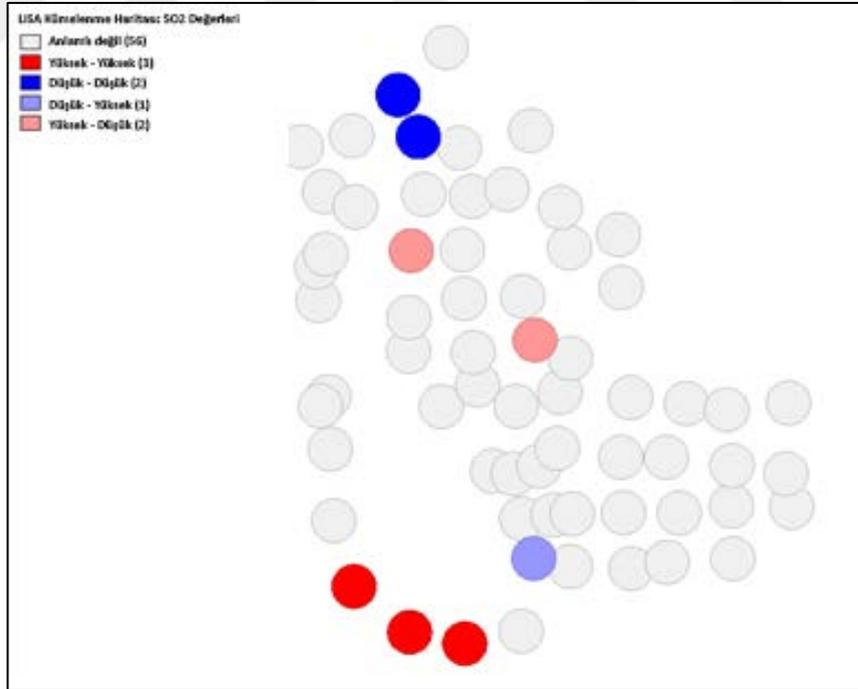 LISA Kümelenme Haritası: SO2 Değerleri
Anlamlı değil (56)
Yüksek - Yüksek (3)
Düşük - Düşük (2)
Düşük - Yüksek (1)
Yüksek - Düşük (2)